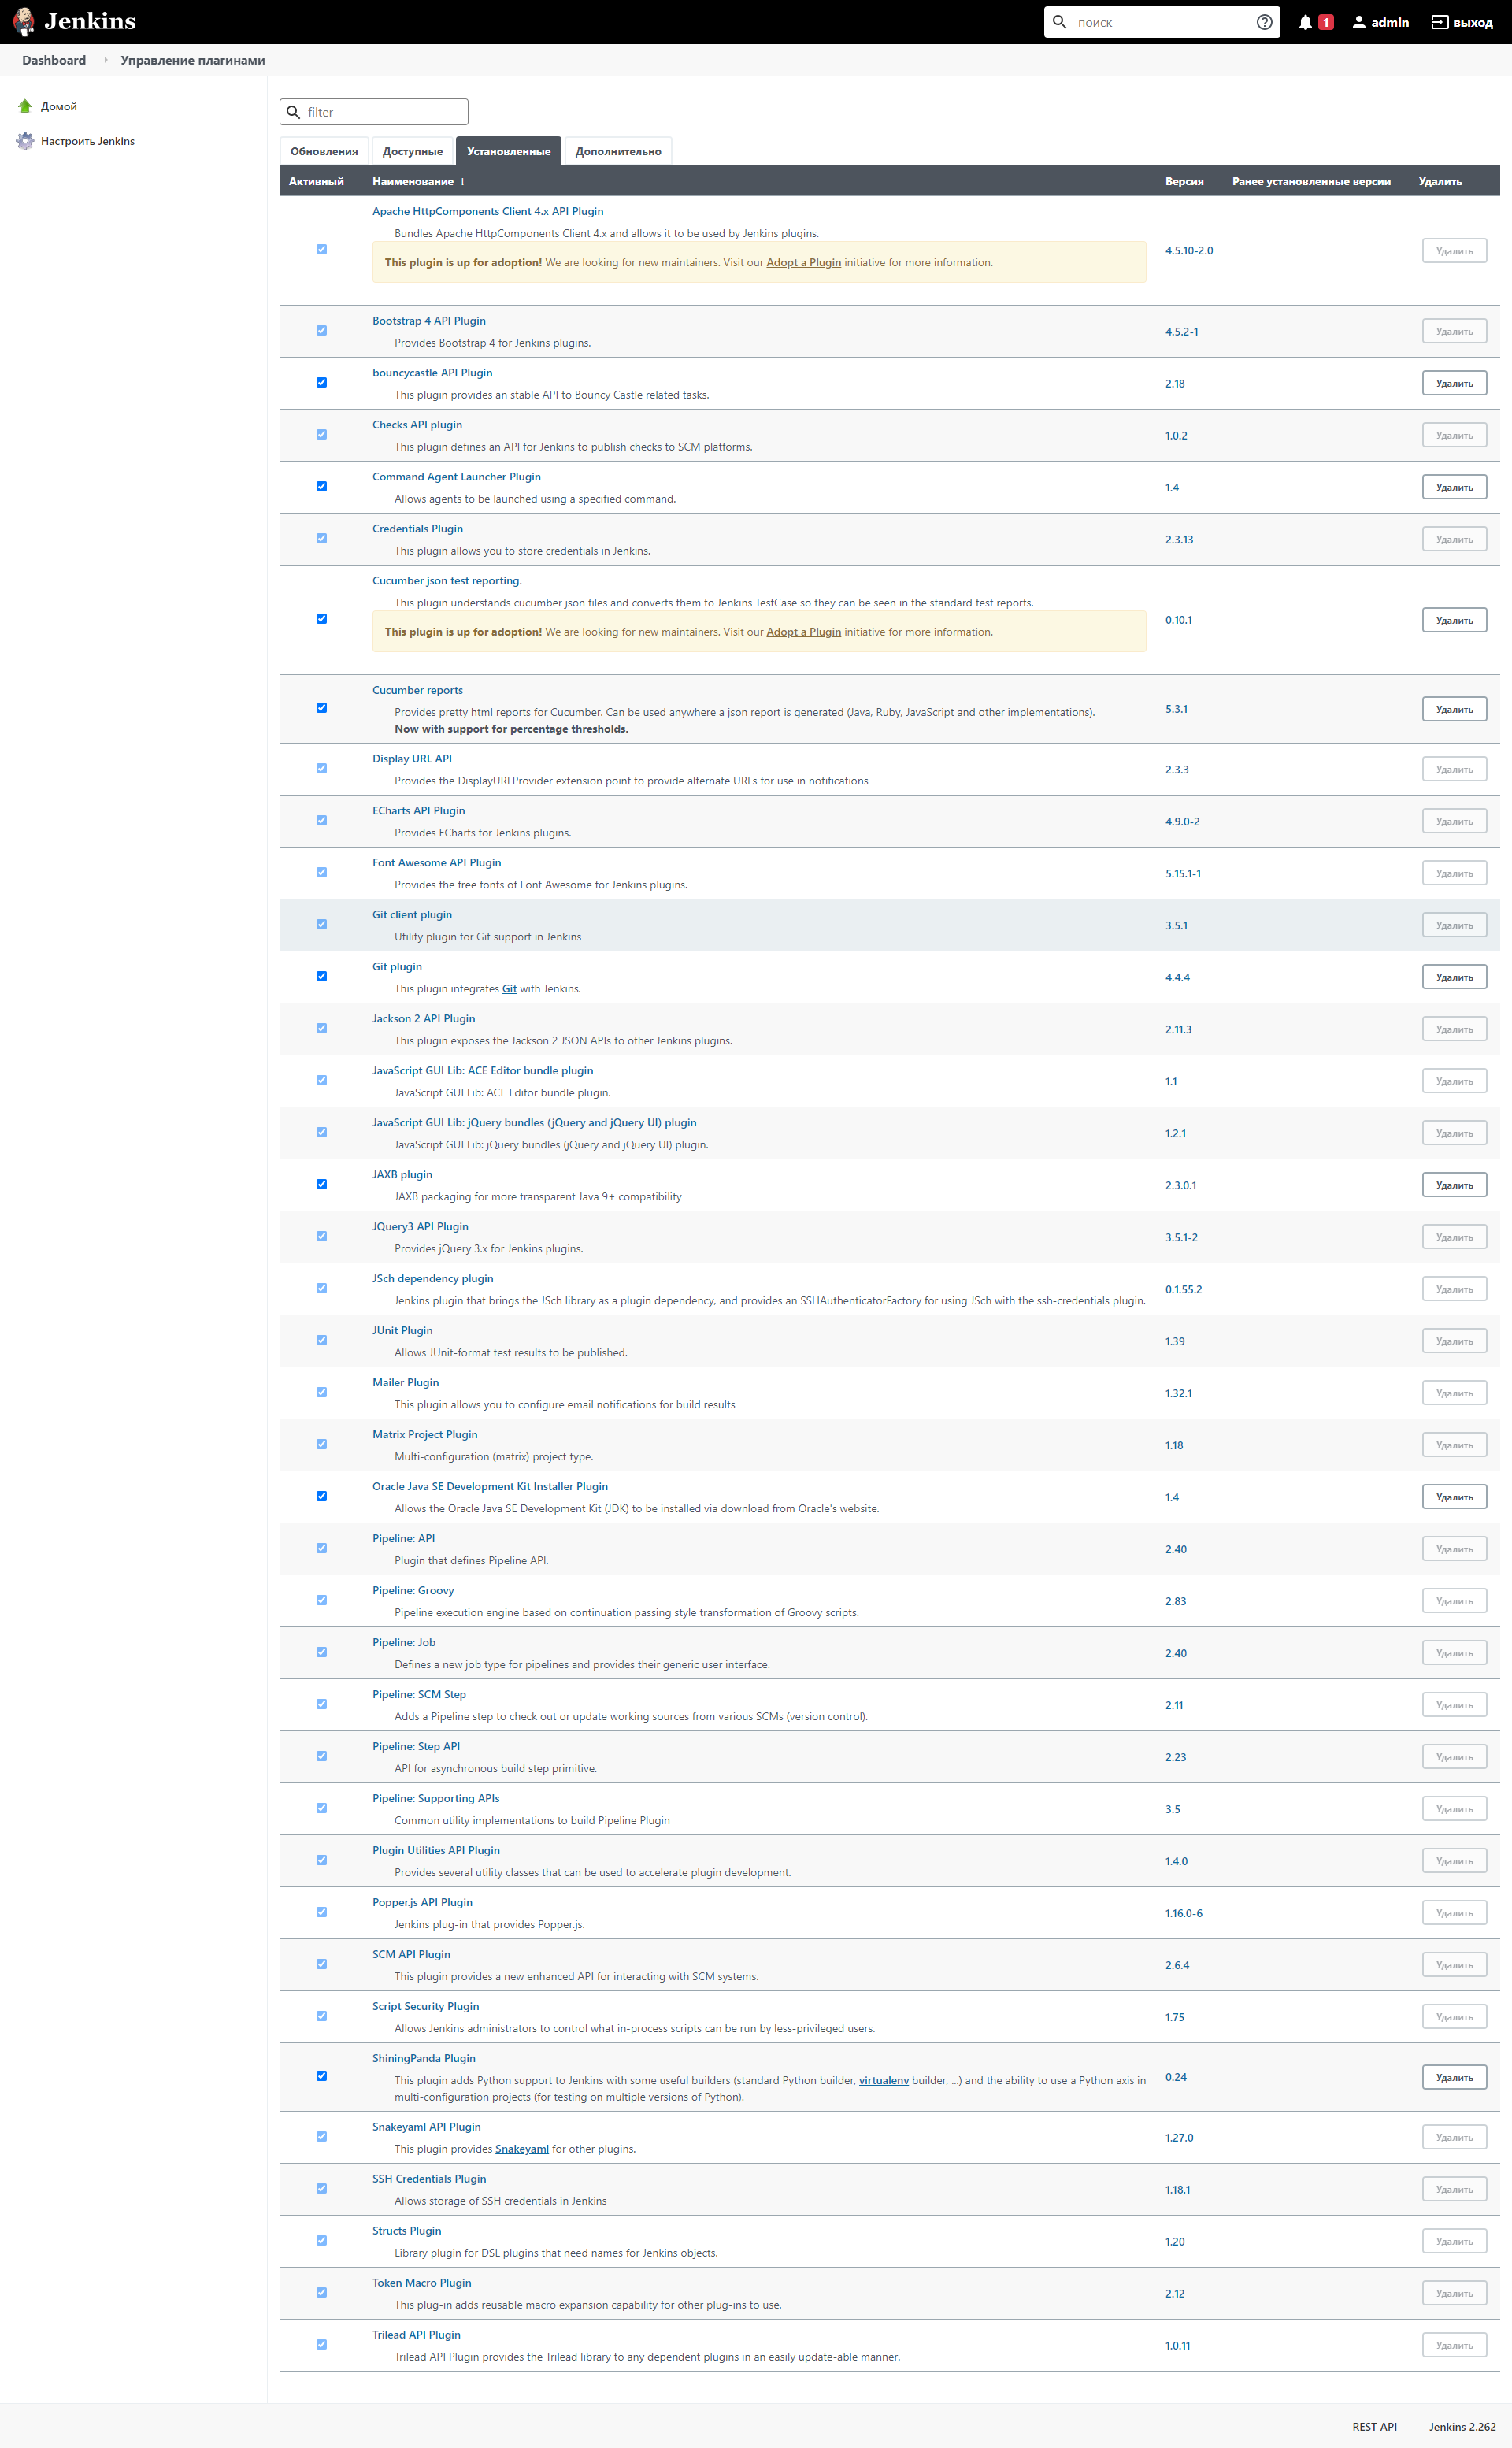 Jenkins
поиск
1
admin
выход
Dashboard
Управление плагинами
Домой
Настроить Jenkins
filter
Обновления
Доступные
Установленные
Дополнительно
Активный Наименование ↓ Версия Ранее установленные версии Удалить
Apache HttpComponents Client 4.x API Plugin
Bundles Apache HttpComponents Client 4.x and allows it to be used by Jenkins plugins.
This plugin is up for adoption! We are looking for new maintainers. Visit our Adopt a Plugin initiative for more information.
4.5.10-2.0
Удалить
Bootstrap 4 API Plugin
Provides Bootstrap 4 for Jenkins plugins.
4.5.2-1
Удалить
bouncycastle API Plugin
This plugin provides an stable API to Bouncy Castle related tasks.
2.18
Удалить
Checks API plugin
This plugin defines an API for Jenkins to publish checks to SCM platforms.
1.0.2
Удалить
Command Agent Launcher Plugin
Allows agents to be launched using a specified command.
1.4
Удалить
Credentials Plugin
This plugin allows you to store credentials in Jenkins.
2.3.13
Удалить
Cucumber json test reporting.
This plugin understands cucumber json files and converts them to Jenkins TestCase so they can be seen in the standard test reports.
This plugin is up for adoption! We are looking for new maintainers. Visit our Adopt a Plugin initiative for more information.
0.10.1
Удалить
Cucumber reports
Provides pretty html reports for Cucumber. Can be used anywhere a json report is generated (Java, Ruby, JavaScript and other implementations).
Now with support for percentage thresholds.
5.3.1
Удалить
Display URL API
Provides the DisplayURLProvider extension point to provide alternate URLs for use in notifications
2.3.3
Удалить
ECharts API Plugin
Provides ECharts for Jenkins plugins.
4.9.0-2
Удалить
Font Awesome API Plugin
Provides the free fonts of Font Awesome for Jenkins plugins.
5.15.1-1
Удалить
Git client plugin
Utility plugin for Git support in Jenkins
3.5.1
Удалить
Git plugin
This plugin integrates Git with Jenkins.
4.4.4
Удалить
Jackson 2 API Plugin
This plugin exposes the Jackson 2 JSON APIs to other Jenkins plugins.
2.11.3
Удалить
JavaScript GUI Lib: ACE Editor bundle plugin
JavaScript GUI Lib: ACE Editor bundle plugin.
1.1
Удалить
JavaScript GUI Lib: jQuery bundles (jQuery and jQuery UI) plugin
JavaScript GUI Lib: jQuery bundles (jQuery and jQuery UI) plugin.
1.2.1
Удалить
JAXB plugin
JAXB packaging for more transparent Java 9+ compatibility
2.3.0.1
Удалить
JQuery3 API Plugin
Provides jQuery 3.x for Jenkins plugins.
3.5.1-2
Удалить
JSch dependency plugin
Jenkins plugin that brings the JSch library as a plugin dependency, and provides an SSHAuthenticatorFactory for using JSch with the ssh-credentials plugin.
0.1.55.2
Удалить
JUnit Plugin
Allows JUnit-format test results to be published.
1.39
Удалить
Mailer Plugin
This plugin allows you to configure email notifications for build results
1.32.1
Удалить
Matrix Project Plugin
Multi-configuration (matrix) project type.
1.18
Удалить
Oracle Java SE Development Kit Installer Plugin
Allows the Oracle Java SE Development Kit (JDK) to be installed via download from Oracle's website.
1.4
Удалить
Pipeline: API
Plugin that defines Pipeline API.
2.40
Удалить
Pipeline: Groovy
Pipeline execution engine based on continuation passing style transformation of Groovy scripts.
2.83
Удалить
Pipeline: Job
Defines a new job type for pipelines and provides their generic user interface.
2.40
Удалить
Pipeline: SCM Step
Adds a Pipeline step to check out or update working sources from various SCMs (version control).
2.11
Удалить
Pipeline: Step API
API for asynchronous build step primitive.
2.23
Удалить
Pipeline: Supporting APIs
Common utility implementations to build Pipeline Plugin
3.5
Удалить
Plugin Utilities API Plugin
Provides several utility classes that can be used to accelerate plugin development.
1.4.0
Удалить
Popper.js API Plugin
Jenkins plug-in that provides Popper.js.
1.16.0-6
Удалить
SCM API Plugin
This plugin provides a new enhanced API for interacting with SCM systems.
2.6.4
Удалить
Script Security Plugin
Allows Jenkins administrators to control what in-process scripts can be run by less-privileged users.
1.75
Удалить
ShiningPanda Plugin
This plugin adds Python support to Jenkins with some useful builders (standard Python builder, virtualenv builder, ...) and the ability to use a Python axis in
multi-configuration projects (for testing on multiple versions of Python).
0.24
Удалить
Snakeyaml API Plugin
This plugin provides Snakeyaml for other plugins.
1.27.0
Удалить
SSH Credentials Plugin
Allows storage of SSH credentials in Jenkins
1.18.1
Удалить
Structs Plugin
Library plugin for DSL plugins that need names for Jenkins objects.
1.20
Удалить
Token Macro Plugin
This plug-in adds reusable macro expansion capability for other plug-ins to use.
2.12
Удалить
Trilead API Plugin
Trilead API Plugin provides the Trilead library to any dependent plugins in an easily update-able manner.
1.0.11
Удалить
REST API
Jenkins 2.262